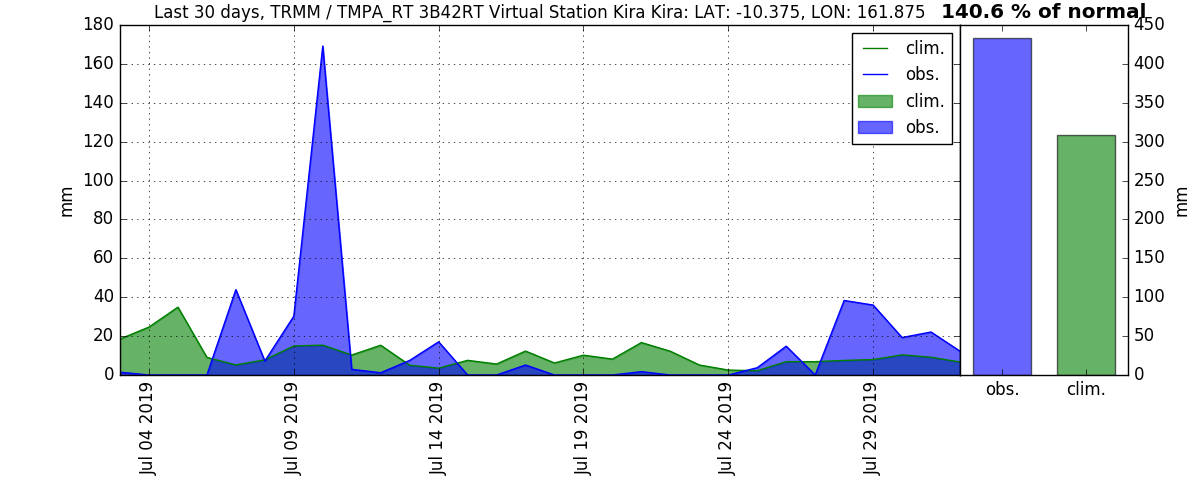 Last 30 days, TRMM / TMPA_RT 3B42RT Virtual Station Kira Kira: LAT: -10.375, LON: 161.875
140.6 % of normal
180
160
140
120
100
80
60
40
20
0
mm
clim.
obs.
clim.
obs.
Jul 04 2019
Jul 09 2019
Jul 14 2019
Jul 19 2019
Jul 24 2019
Jul 29 2019
450
400
350
300
250
200
150
100
50
0
mm
obs.
clim.